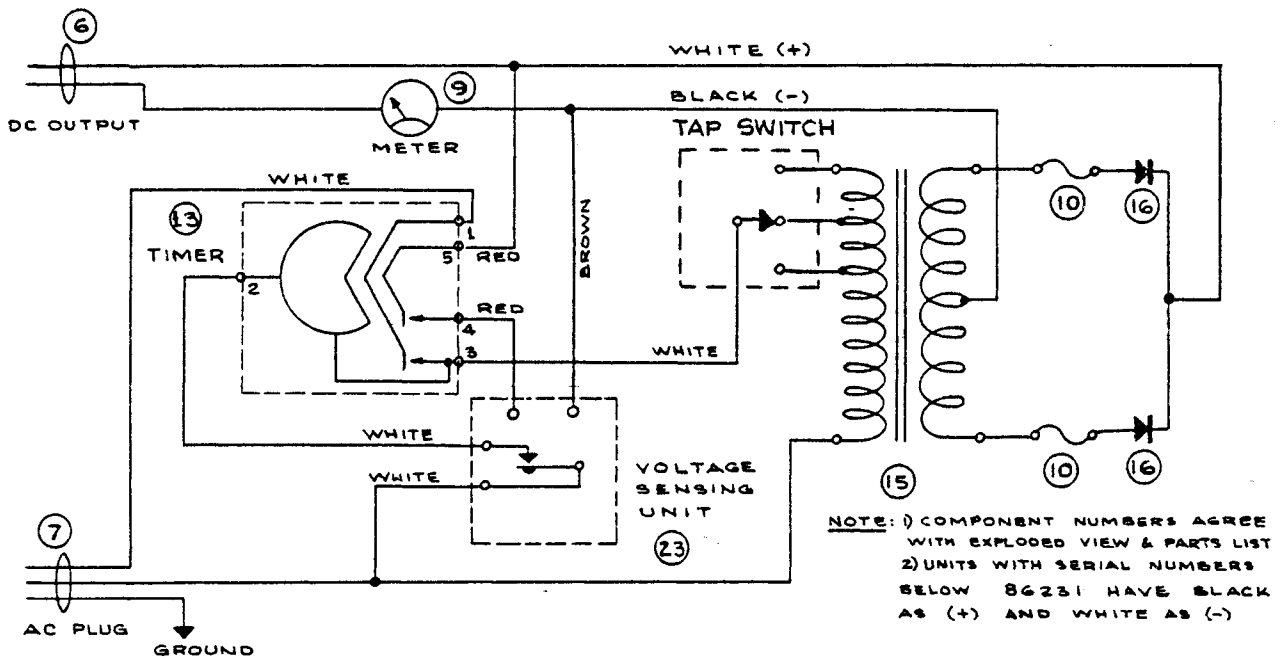 6
WHITE (+)
9
BLACK (-)
DC OUTPUT
TAP SWITCH
METER
WHITE
13
1
10
16
TIMER
5
RED
BROWN
2
RED
4
3
WHITE
WHITE
VOLTAGE
SENSING
UNIT
WHITE
10
16
15
23
7
NOTE: 1) COMPONENT NUMBERS AGREE
WITH EXPLODED VIEW & PARTS LIST
2) UNITS WITH SERIAL NUMBERS
BELOW 86231 HAVE BLACK
AS (+) AND WHITE AS (-)
AC PLUG
GROUND